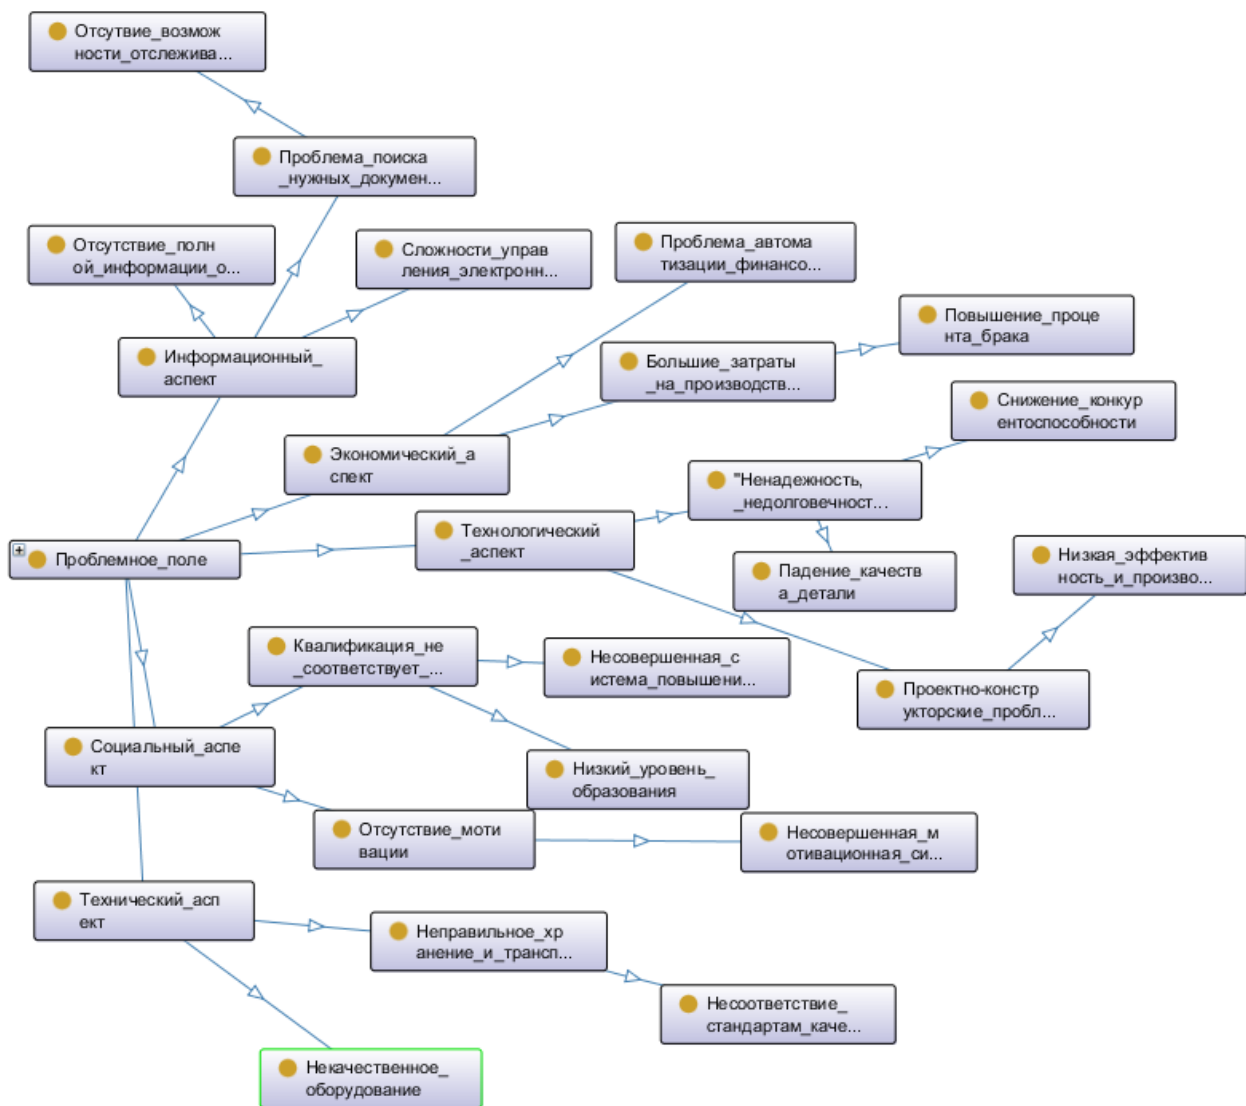 Отсутвие_возмож
ности_отслежива...
Проблема_поиска
_нужных_докумен...
Отсутствие_полн
ой_информации_о...
Сложности_управ
ления_электронн...
Проблема_автома
тизации_финансо...
Повышение_проце
нта_брака
Информационный_
аспект
Большие_затраты
_на_производств...
Снижение_конкур
ентоспособности
Экономический_а
спект
"Ненадежность,
_недолговечност...
Технологический
_аспект
Проблемное_поле
Падение_качеств
а_детали
Низкая_эффектив
ность_и_произво...
Квалификация_не
_соответствует_...
Несовершенная_с
истема_повышени...
Проектно-констр
укторские_пробл...
Социальный_аспе
кт
Низкий_уровень_
образования
Отсутствие_моти
вации
Несовершенная_м
отивационная_си...
Технический_асп
ект
Неправильное_хр
анение_и_трансп...
Несоответствие_
стандартам_каче...
Некачественное_
оборудование